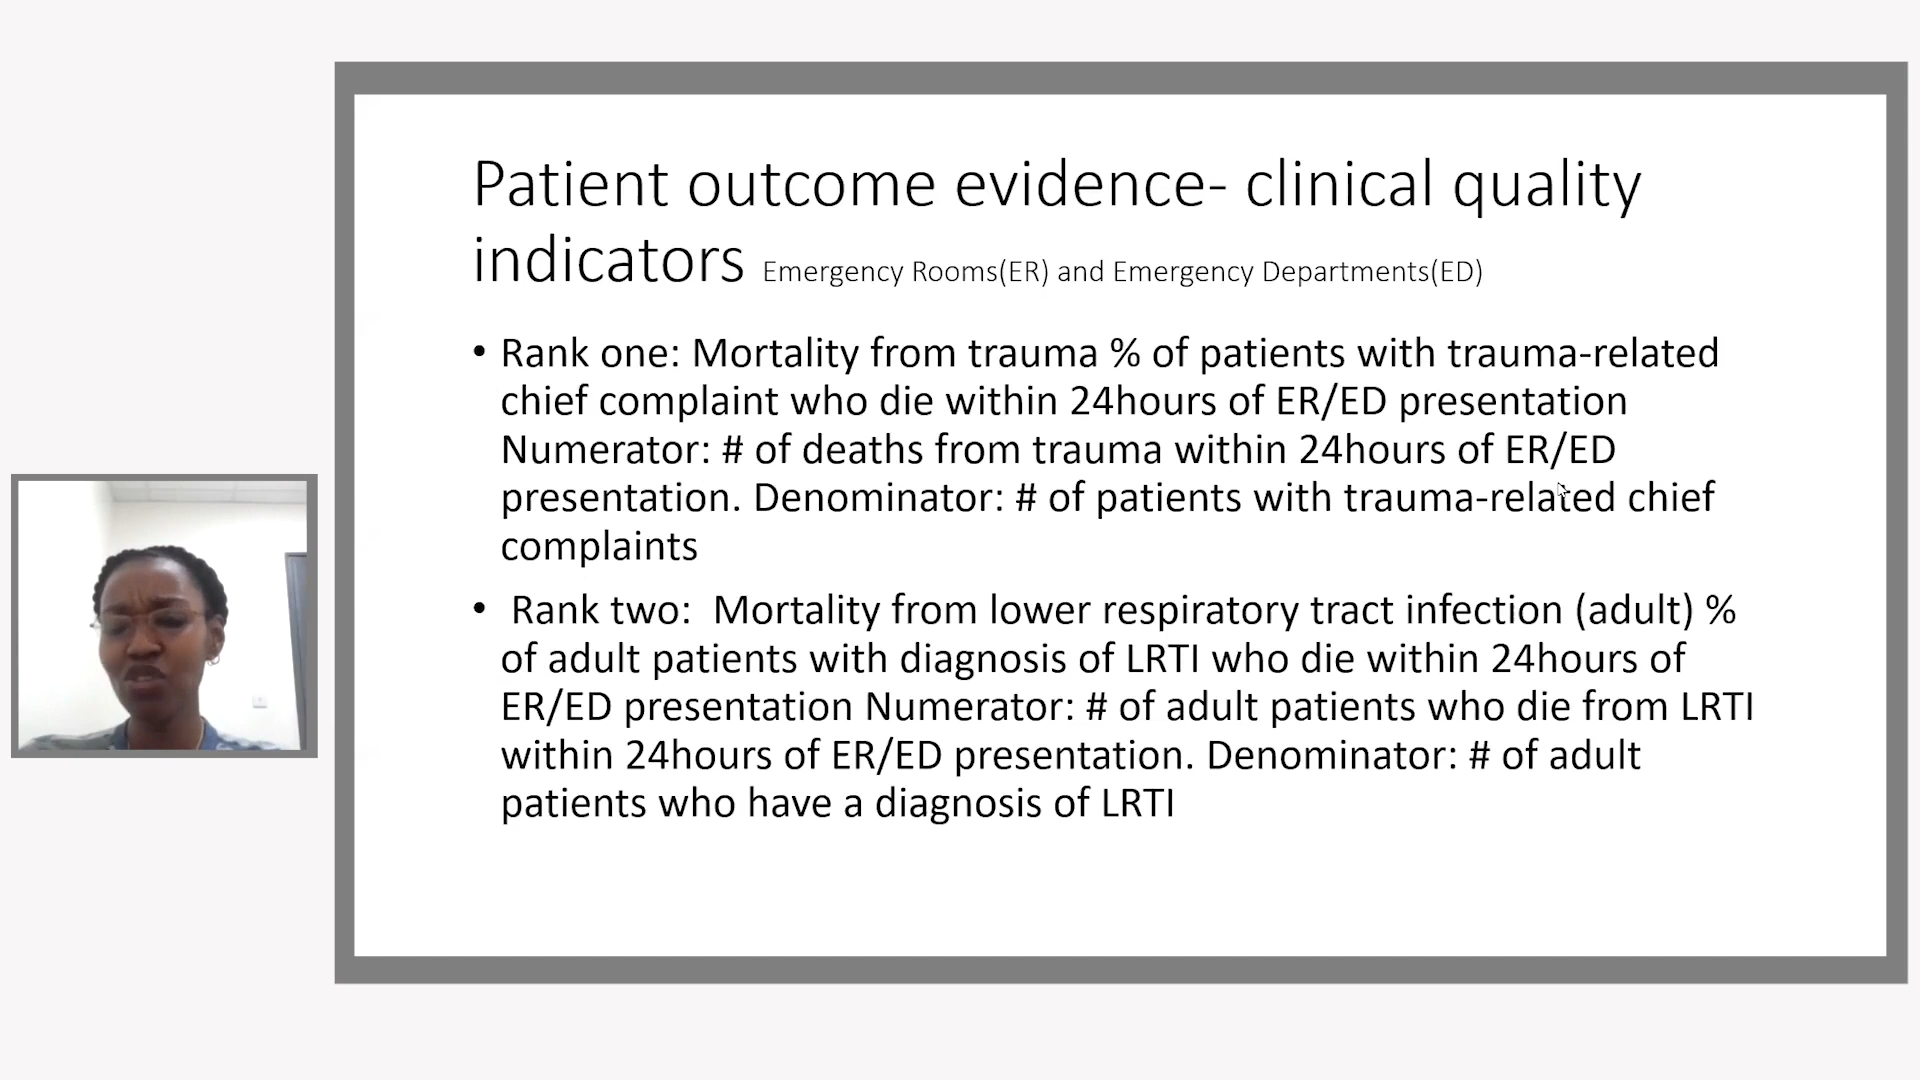 Patient outcome evidence- clinical quality
indicators Emergency Rooms(ER) and Emergency Departments(ED)
• Rank one: Mortality from trauma % of patients with trauma-related
chief complaint who die within 24hours of ER/ED presentation
Numerator: # of deaths from trauma within 24hours of ER/ED
presentation. Denominator: # of patients with trauma-related chief
complaints
• Rank two:  Mortality from lower respiratory tract infection (adult) %
of adult patients with diagnosis of LRTI who die within 24hours of
ER/ED presentation Numerator: # of adult patients who die from LRTI
within 24hours of ER/ED presentation. Denominator: # of adult
patients who have a diagnosis of LRTI